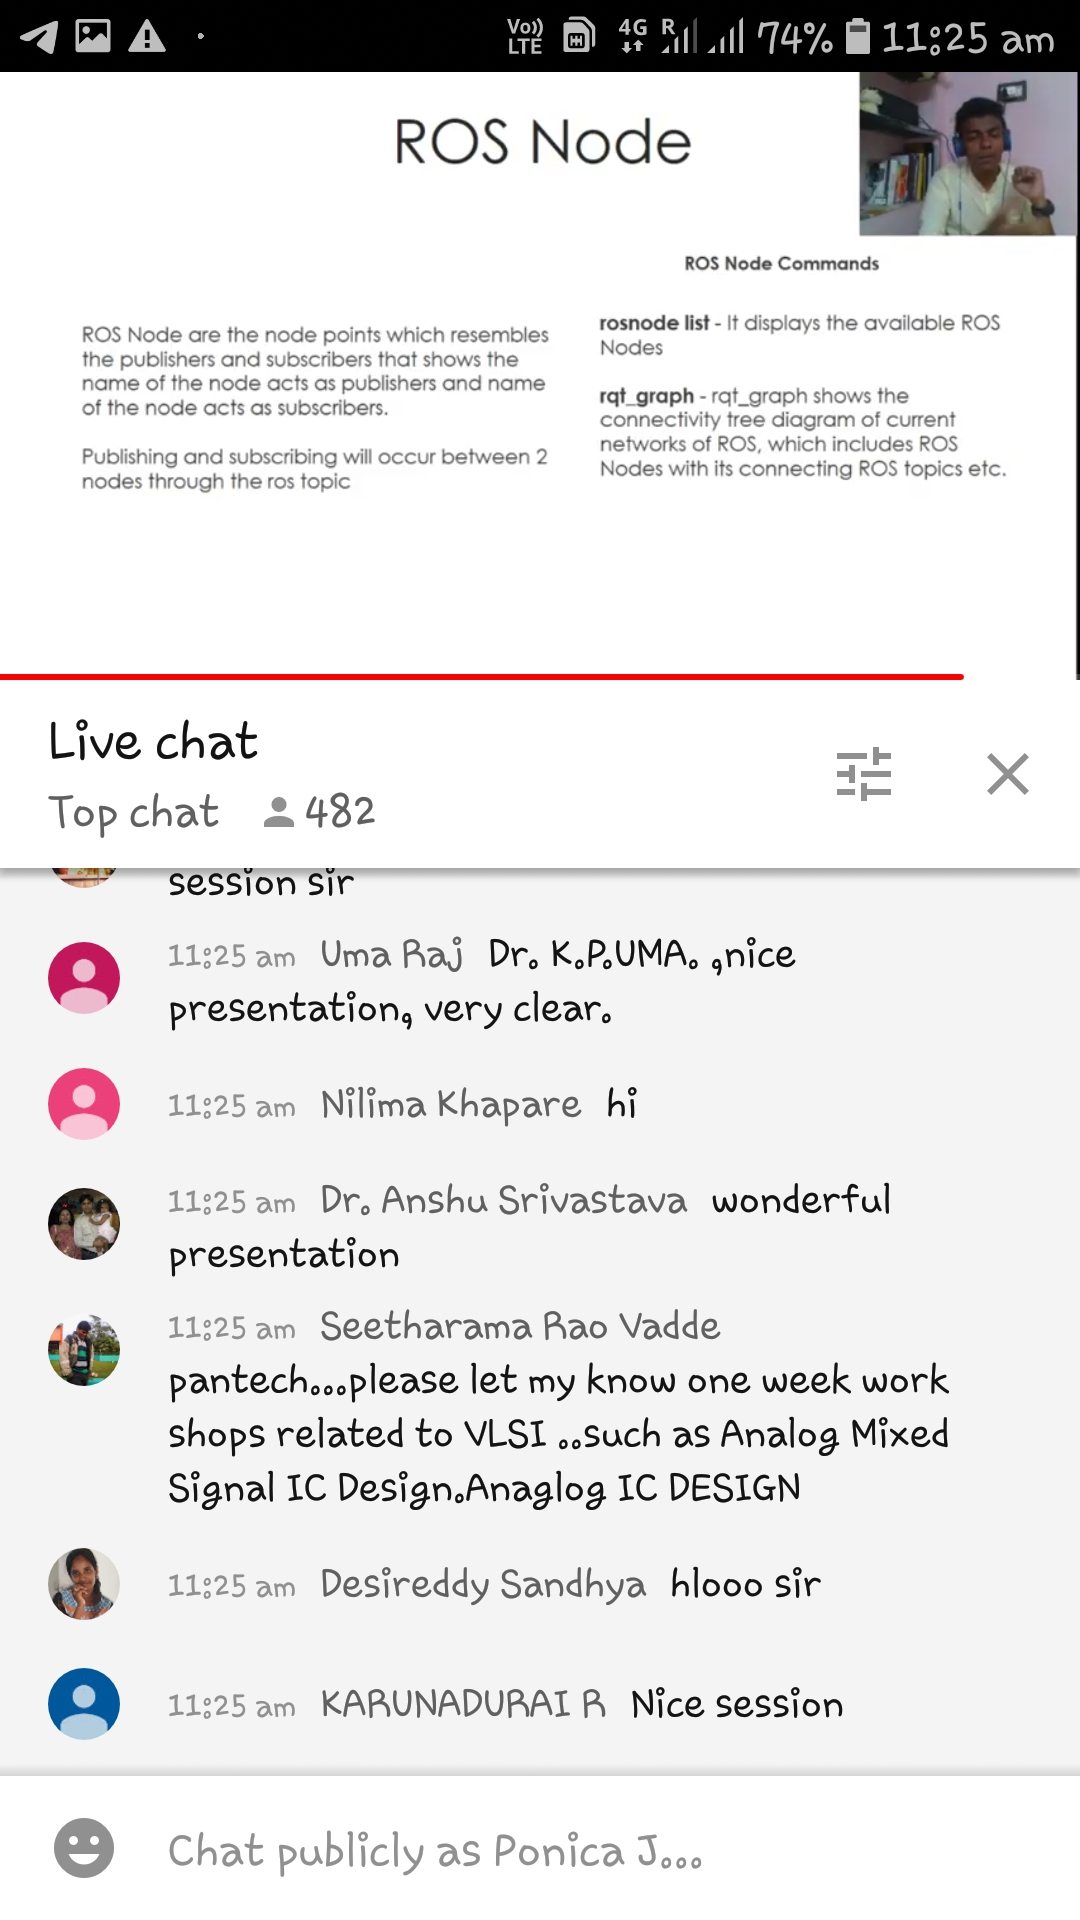 Vo)) LTE 4G R 74% 11:25 am
ROS Node
ROS Node are the node points which resembles
the publishers and subscribers that shows the
name of the node acts as publishers and name
of the node acts as subscribers.
Publishing and subscribing will occur between 2
nodes through the ros topic
ROS Node Commands
rosnode list - It displays the available ROS
Nodes
rqt_graph - rqt_graph shows the
connectivity tree diagram of current
networks of ROS, which includes ROS
Nodes with its connecting ROS topics etc.
Live chat
Top chat 482
session sir
11:25 am Uma Raj Dr. K.P.UMA. ,nice
presentation, very clear.
11:25 am Nilima Khapare hi
11:25 am Dr. Anshu Srivastava wonderful
presentation
11:25 am Seetharama Rao Vadde
pantech...please let my know one week work
shops related to VLSI ..such as Analog Mixed
Signal IC Design.Anaglog IC DESIGN
11:25 am Desireddy Sandhya hlooo sir
11:25 am KARUNADURAI R Nice session
Chat publicly as Ponica J...